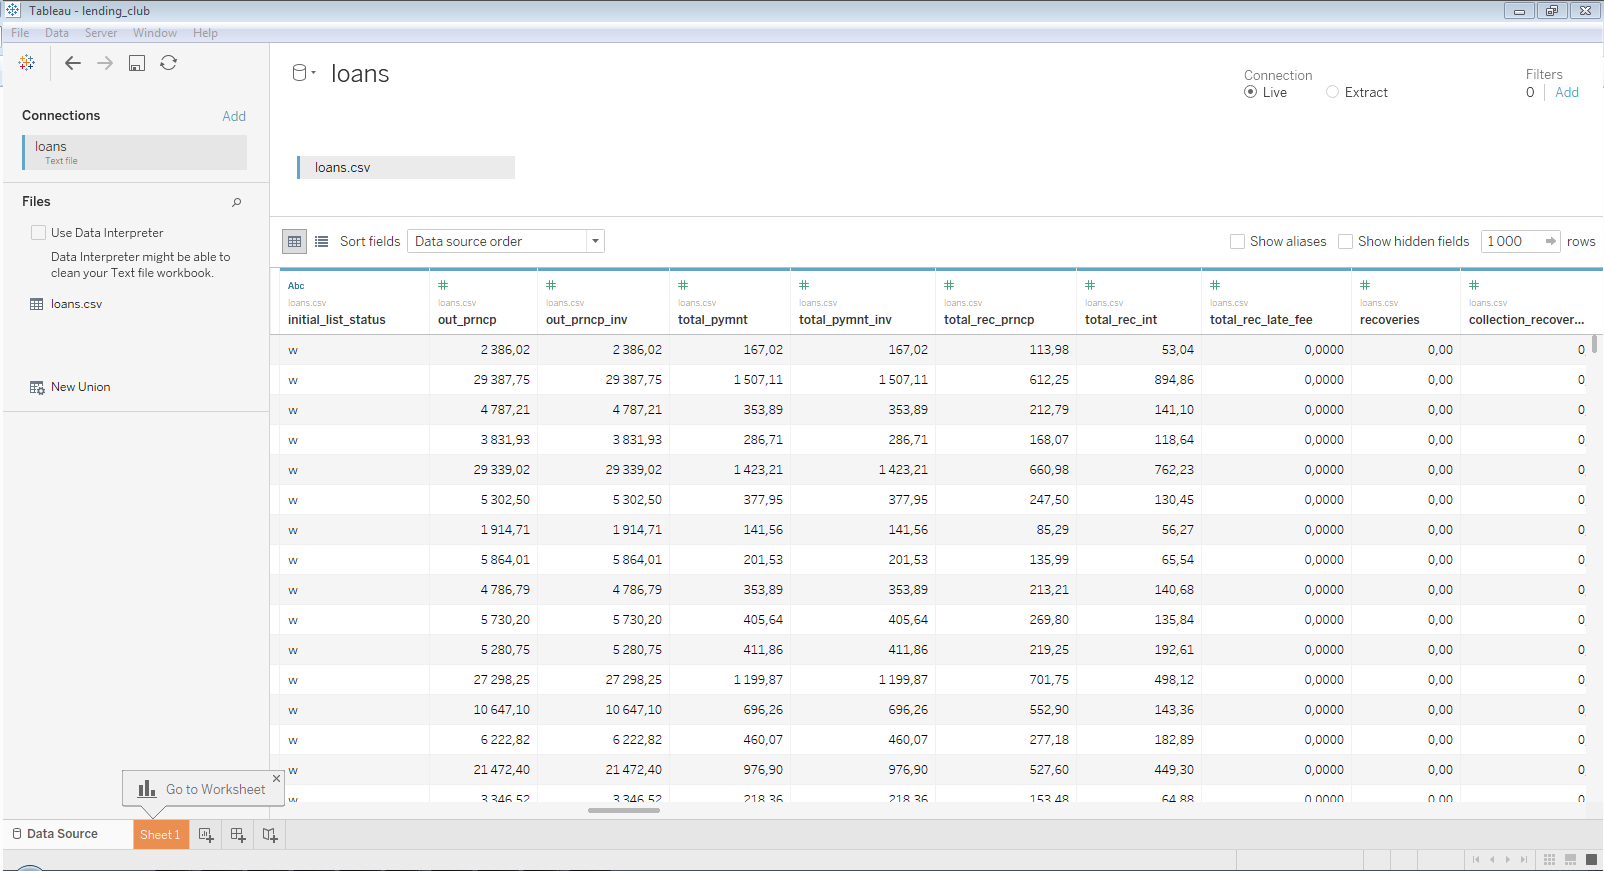 Tableau - lending_club
File Data Server Window Help
Connections Add
loans
Text file
Files
Use Data Interpreter
Data Interpreter might be able to
clean your Text file workbook.
loans.csv
New Union
loans
Connection
Live Extract
Filters
0 Add
loans.csv
Sort fields Data source order Show aliases Show hidden fields 1 000 rows
Abc # # # # # # # # #
loans.csv loans.csv loans.csv loans.csv loans.csv loans.csv loans.csv loans.csv loans.csv loans.csv
initial_list_status out_prncp out_prncp_inv total_pymnt total_pymnt_inv total_rec_prncp total_rec_int total_rec_late_fee recoveries collection_recover...
w 2 386,02 2 386,02 167,02 167,02 113,98 53,04 0,0000 0,00 0,
w 29 387,75 29 387,75 1 507,11 1 507,11 612,25 894,86 0,0000 0,00 0,
w 4 787,21 4 787,21 353,89 353,89 212,79 141,10 0,0000 0,00 0,
w 3 831,93 3 831,93 286,71 286,71 168,07 118,64 0,0000 0,00 0,
w 29 339,02 29 339,02 1 423,21 1 423,21 660,98 762,23 0,0000 0,00 0,
w 5 302,50 5 302,50 377,95 377,95 247,50 130,45 0,0000 0,00 0,
w 1 914,71 1 914,71 141,56 141,56 85,29 56,27 0,0000 0,00 0,
w 5 864,01 5 864,01 201,53 201,53 135,99 65,54 0,0000 0,00 0,
w 4 786,79 4 786,79 353,89 353,89 213,21 140,68 0,0000 0,00 0,
w 5 730,20 5 730,20 405,64 405,64 269,80 135,84 0,0000 0,00 0,
w 5 280,75 5 280,75 411,86 411,86 219,25 192,61 0,0000 0,00 0,
w 27 298,25 27 298,25 1 199,87 1 199,87 701,75 498,12 0,0000 0,00 0,
w 10 647,10 10 647,10 696,26 696,26 552,90 143,36 0,0000 0,00 0,
w 6 222,82 6 222,82 460,07 460,07 277,18 182,89 0,0000 0,00 0,
w 21 472,40 21 472,40 976,90 976,90 527,60 449,30 0,0000 0,00 0,
w 3 346,52 3 346,52 218,36 218,36 153,48 64,88 0,0000 0,00 0,
Go to Worksheet
Data Source Sheet 1